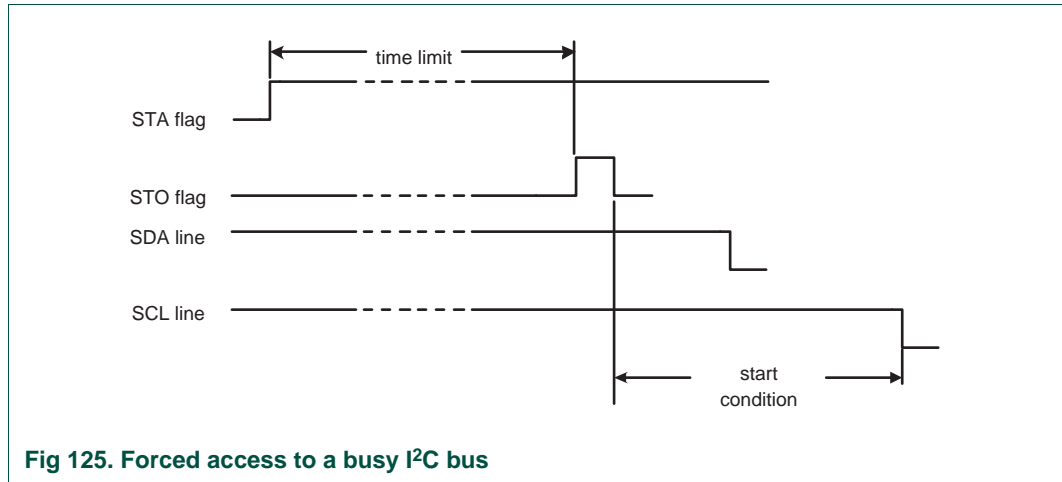 time limit
STA flag
STO flag
SDA line
SCL line
start
condition
Fig 125. Forced access to a busy I²C bus